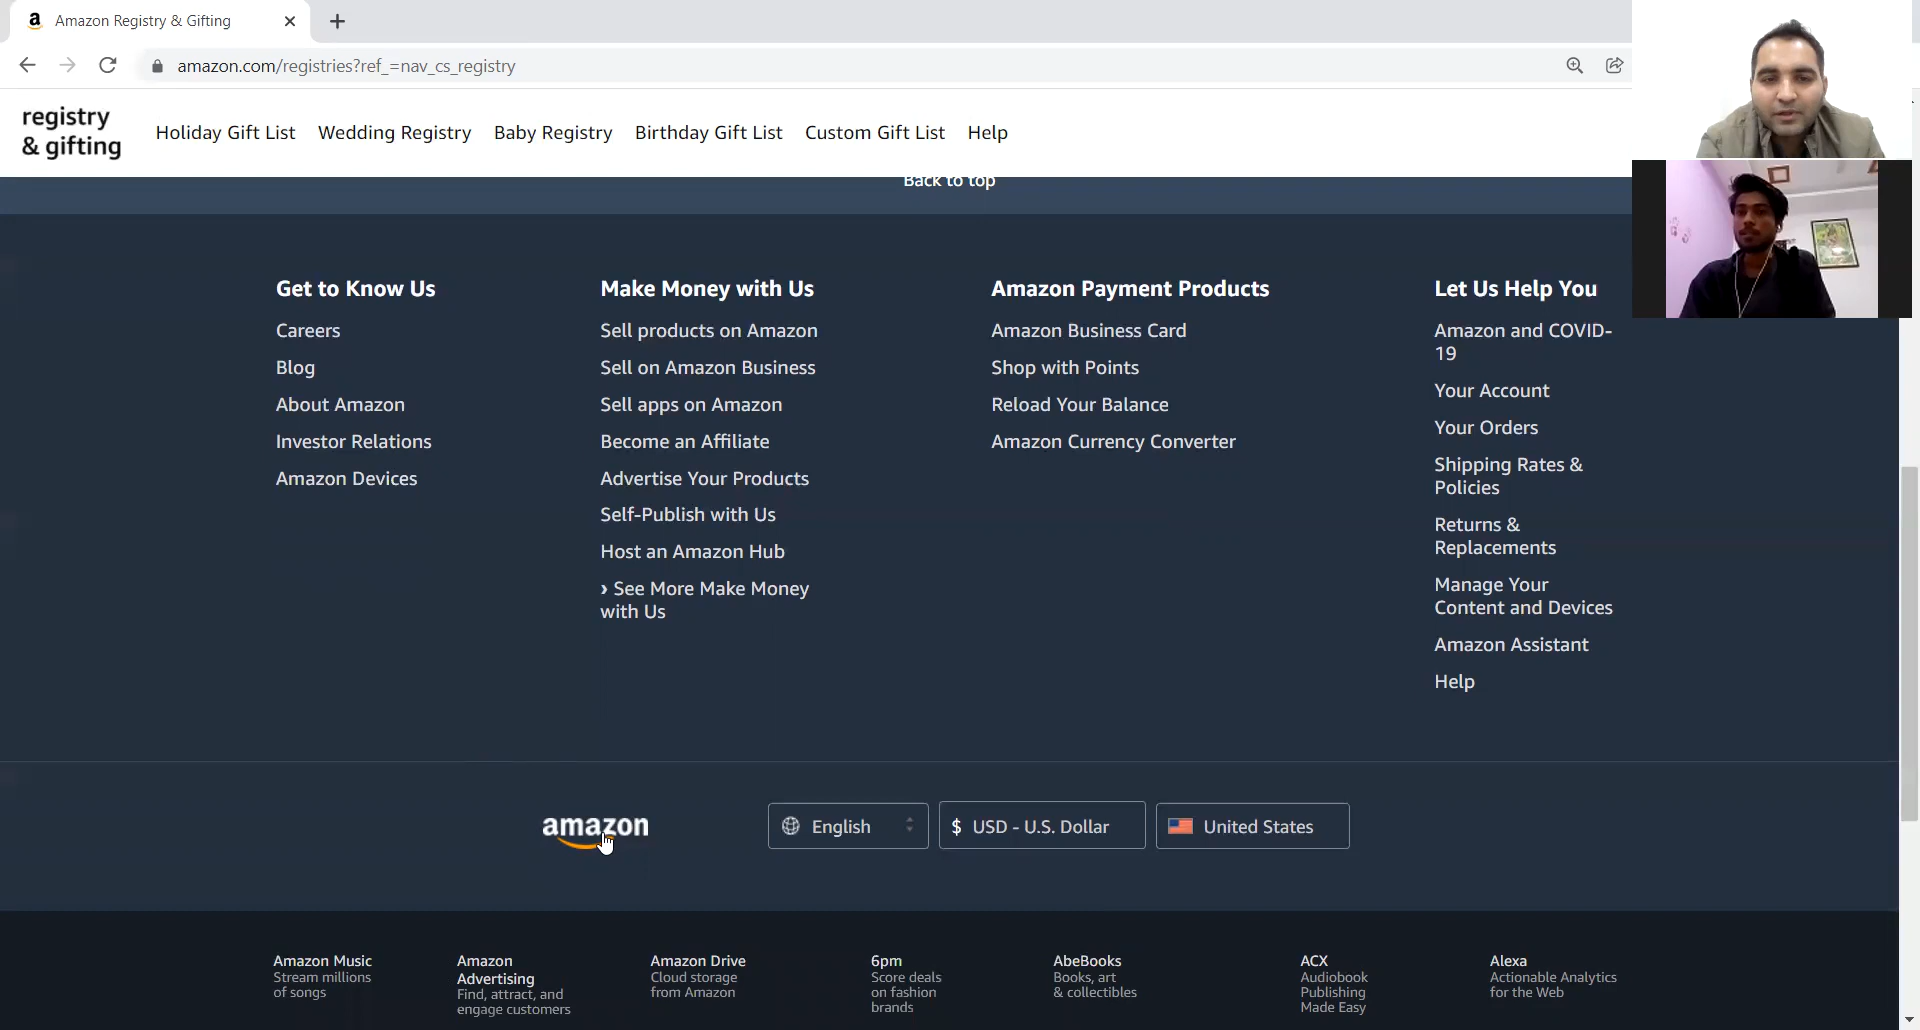 Amazon Registry & Gifting
amazon.com/registries?ref_=nav_cs_registry
registry
& gifting
Holiday Gift List
Wedding Registry
Baby Registry
Birthday Gift List
Custom Gift List
Help
Back to top
Get to Know Us
Careers
Blog
About Amazon
Investor Relations
Amazon Devices
Make Money with Us
Sell products on Amazon
Sell on Amazon Business
Sell apps on Amazon
Become an Affiliate
Advertise Your Products
Self-Publish with Us
Host an Amazon Hub
› See More Make Money
with Us
Amazon Payment Products
Amazon Business Card
Shop with Points
Reload Your Balance
Amazon Currency Converter
Let Us Help You
Amazon and COVID-
19
Your Account
Your Orders
Shipping Rates &
Policies
Returns &
Replacements
Manage Your
Content and Devices
Amazon Assistant
Help
amazon
English
$ USD - U.S. Dollar
United States
Amazon Music
Stream millions
of songs
Amazon
Advertising
Find, attract, and
engage customers
Amazon Drive
Cloud storage
from Amazon
6pm
Score deals
on fashion
brands
AbeBooks
Books, art
& collectibles
ACX
Audiobook
Publishing
Made Easy
Alexa
Actionable Analytics
for the Web